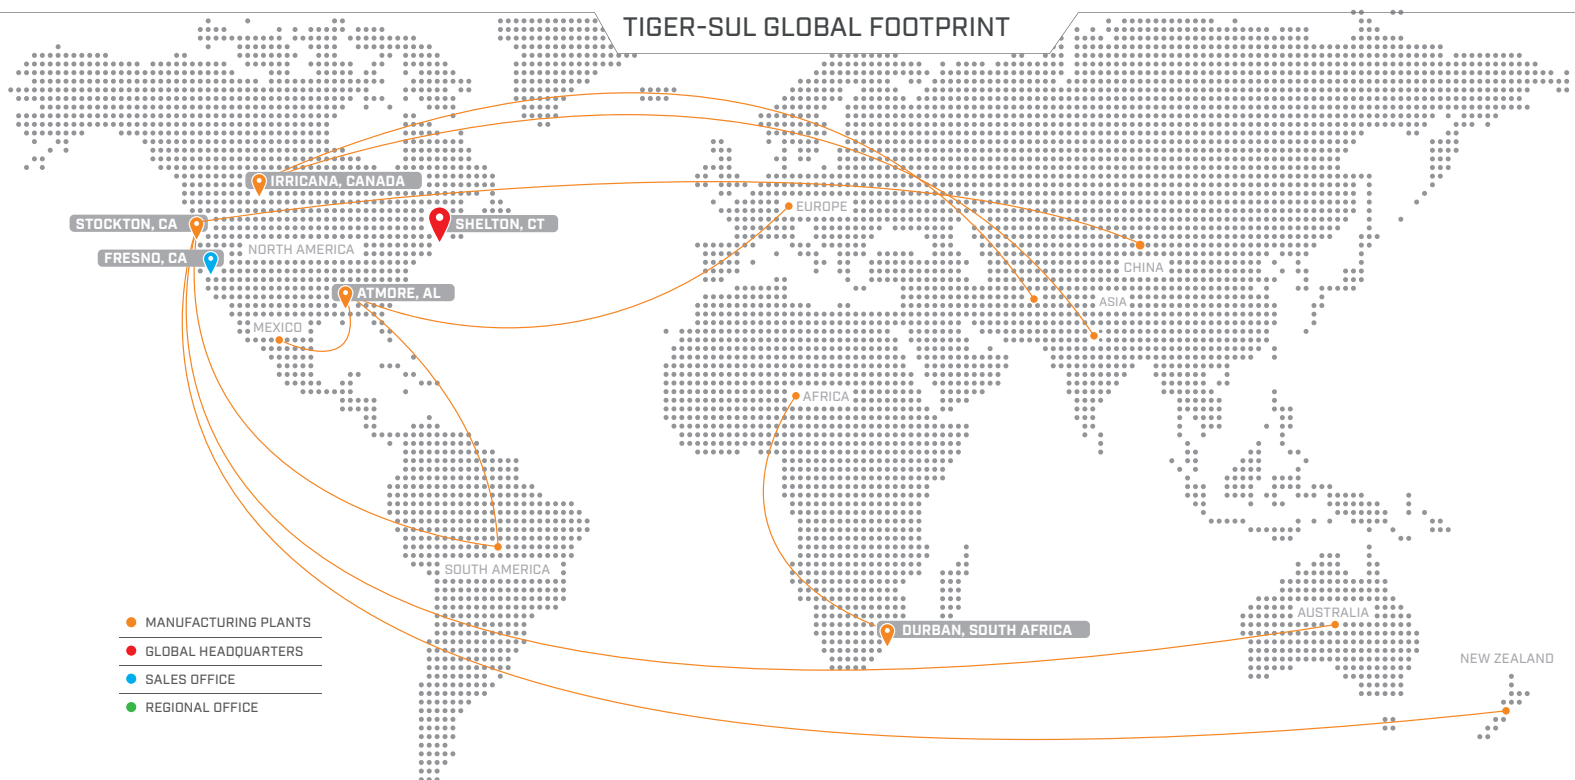 TIGER-SUL GLOBAL FOOTPRINT
IRRICANA, CANADA
STOCKTON, CA
SHELTON, CT
EUROPE
NORTH AMERICA
FRESNO, CA
CHINA
ATMORE, AL
ASIA
MEXICO
AFRICA
SOUTH AMERICA
AUSTRALIA
DURBAN, SOUTH AFRICA
NEW ZEALAND
MANUFACTURING PLANTS
GLOBAL HEADQUARTERS
SALES OFFICE
REGIONAL OFFICE